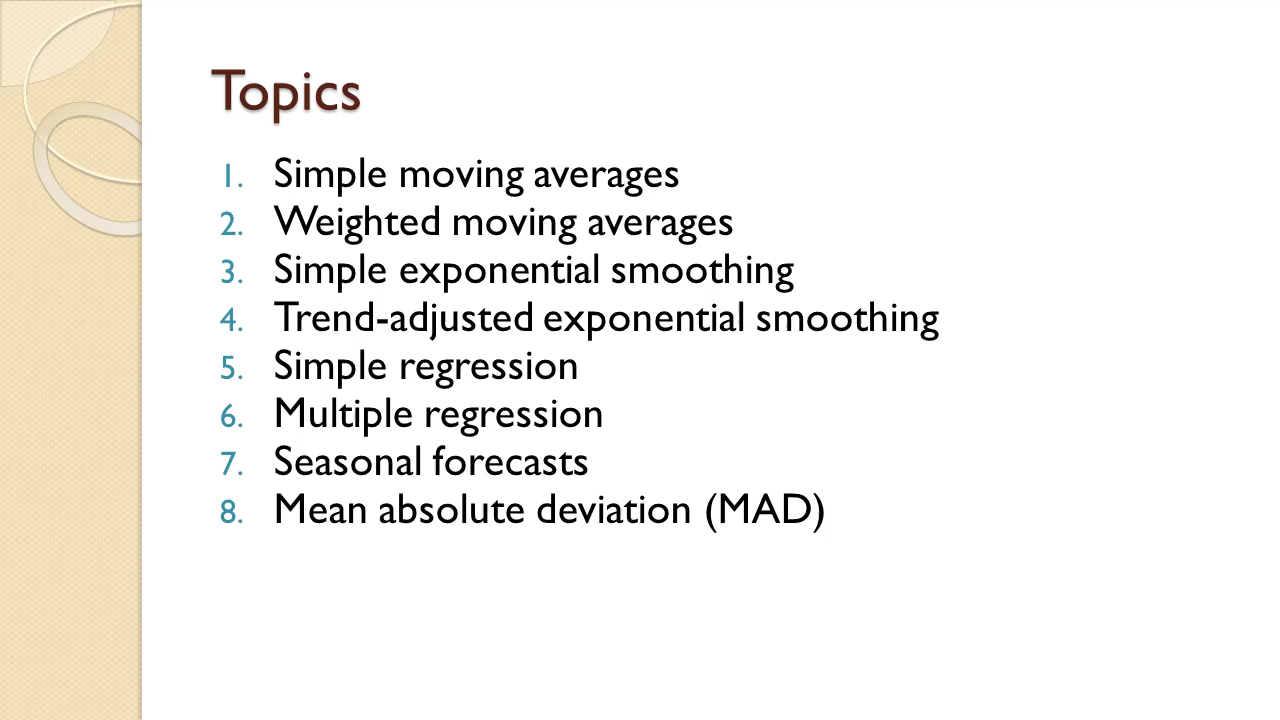 Topics
1. Simple moving averages
2. Weighted moving averages
3. Simple exponential smoothing
4. Trend-adjusted exponential smoothing
5. Simple regression
6. Multiple regression
7. Seasonal forecasts
8. Mean absolute deviation (MAD)